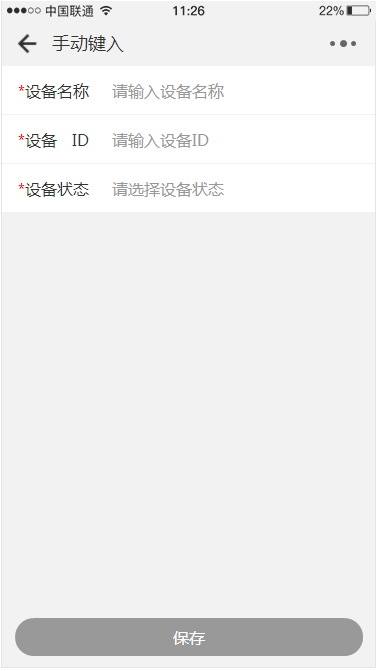 中国联通 11:26 22%
手动键入
*设备名称 请输入设备名称
*设备 ID 请输入设备ID
*设备状态 请选择设备状态
保存